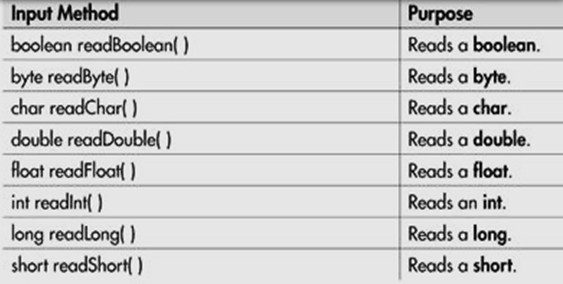 Input Method Purpose
boolean readBoolean( ) Reads a boolean.
byte readByte( ) Reads a byte.
char readChar( ) Reads a char.
double readDouble( ) Reads a double.
float readFloat( ) Reads a float.
int readInt( ) Reads an int.
long readLong( ) Reads a long.
short readShort( ) Reads a short.